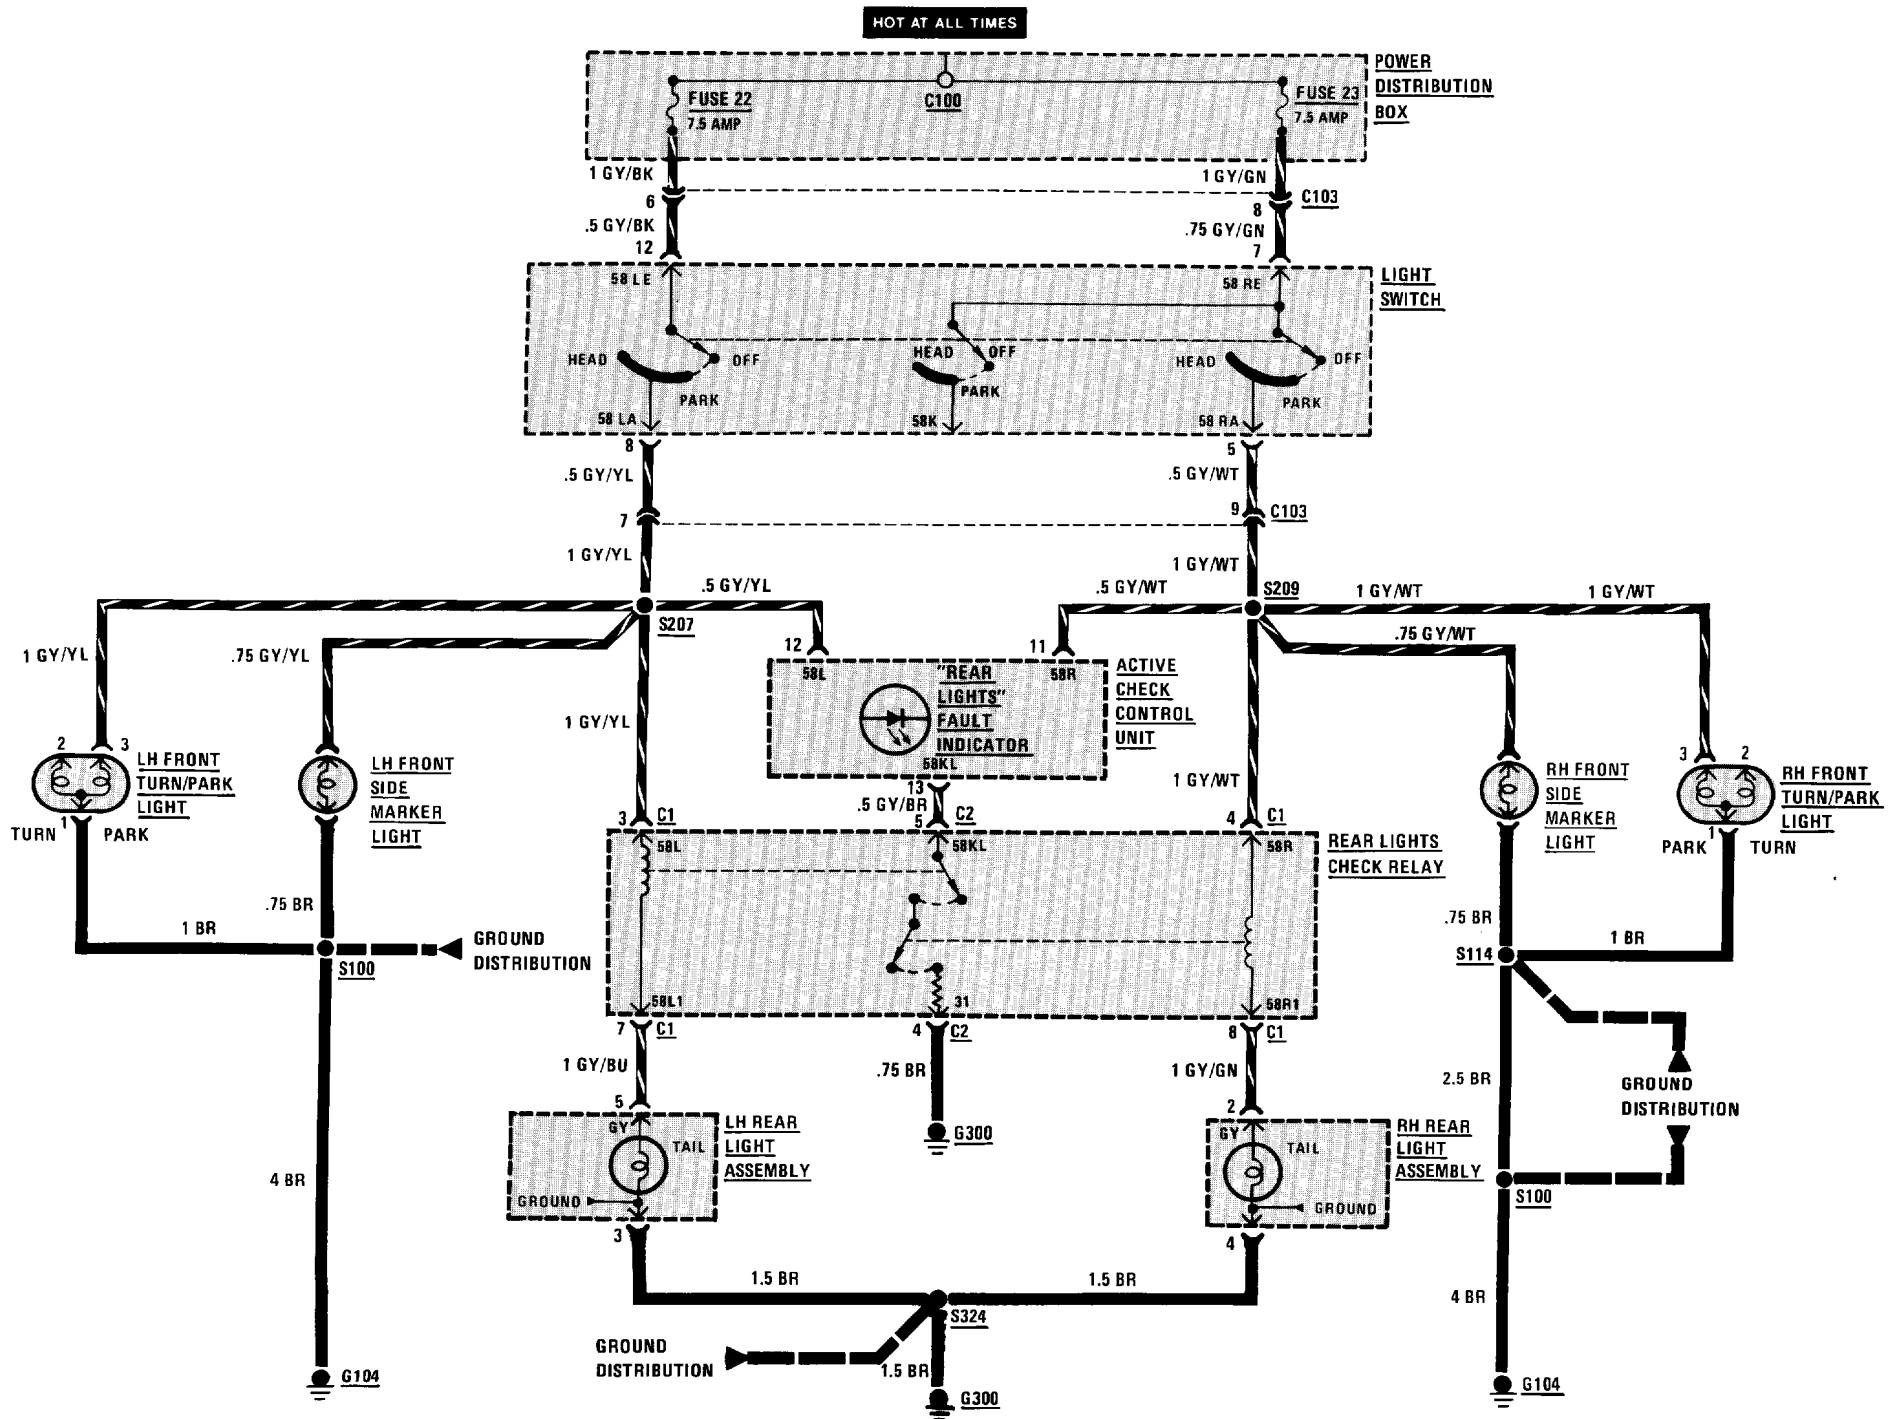 HOT AT ALL TIMES
POWER
DISTRIBUTION
BOX
FUSE 22
7.5 AMP
C100
FUSE 23
7.5 AMP
1 GY/BK
1 GY/GN
6
8
C103
.5 GY/BK
.75 GY/GN
12
7
58 LE
58 RE
LIGHT
SWITCH
HEAD
OFF
PARK
HEAD
OFF
PARK
HEAD
OFF
PARK
58 LA
58K
58 RA
8
5
.5 GY/YL
.5 GY/WT
7
9
C103
1 GY/YL
1 GY/WT
.5 GY/YL
.5 GY/WT
S207
S209
1 GY/WT
1 GY/WT
1 GY/YL
.75 GY/YL
.75 GY/WT
12
11
58L
58R
"REAR
LIGHTS"
FAULT
INDICATOR
58KL
ACTIVE
CHECK
CONTROL
UNIT
1 GY/YL
1 GY/WT
2
3
LH FRONT
TURN/PARK
LIGHT
1
TURN
PARK
LH FRONT
SIDE
MARKER
LIGHT
RH FRONT
SIDE
MARKER
LIGHT
3
2
RH FRONT
TURN/PARK
LIGHT
1
PARK
TURN
13
.5 GY/BR
3
C1
5
C2
4
C1
58L
58KL
58R
REAR LIGHTS
CHECK RELAY
.75 BR
1 BR
S100
GROUND
DISTRIBUTION
.75 BR
1 BR
S114
58L1
31
58R1
7
C1
4
C2
8
C1
1 GY/BU
.75 BR
1 GY/GN
2.5 BR
GROUND
DISTRIBUTION
5
2
G300
GY
TAIL
GROUND
LH REAR
LIGHT
ASSEMBLY
GY
TAIL
GROUND
RH REAR
LIGHT
ASSEMBLY
4 BR
S100
3
4
1.5 BR
1.5 BR
S324
4 BR
GROUND
DISTRIBUTION
1.5 BR
G104
G300
G104